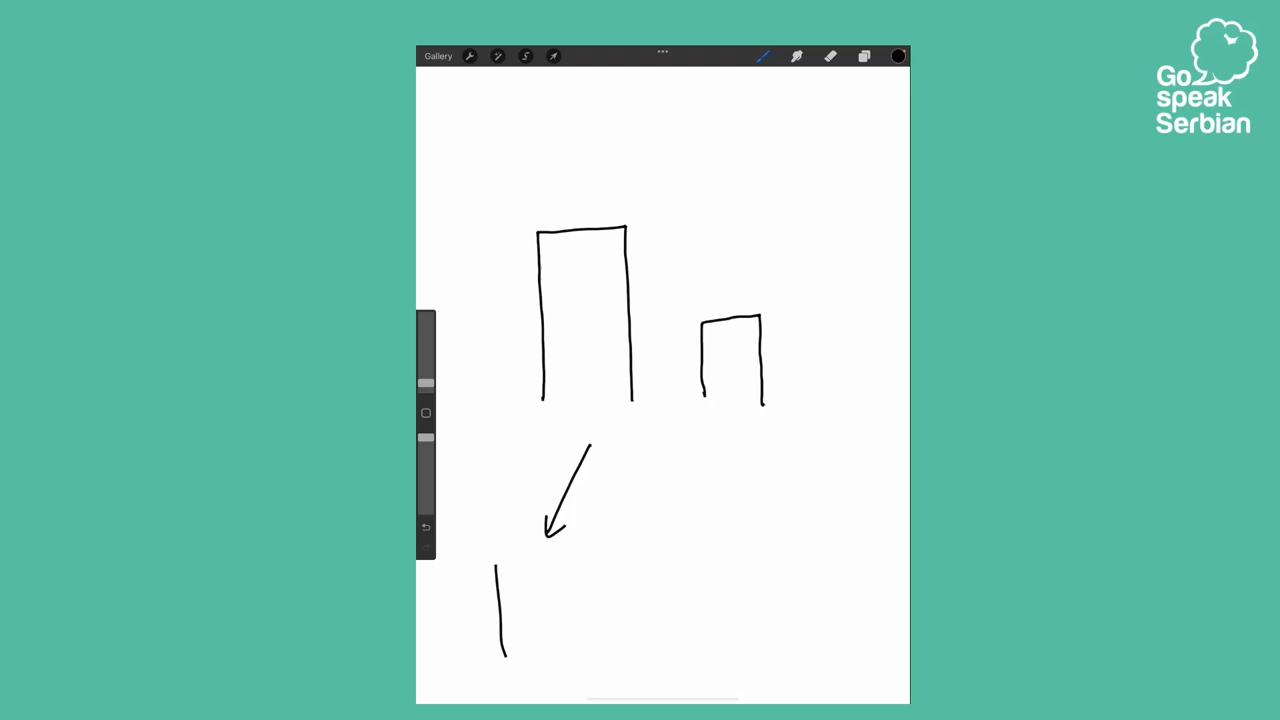 Gallery
Go
speak
Serbian
П п